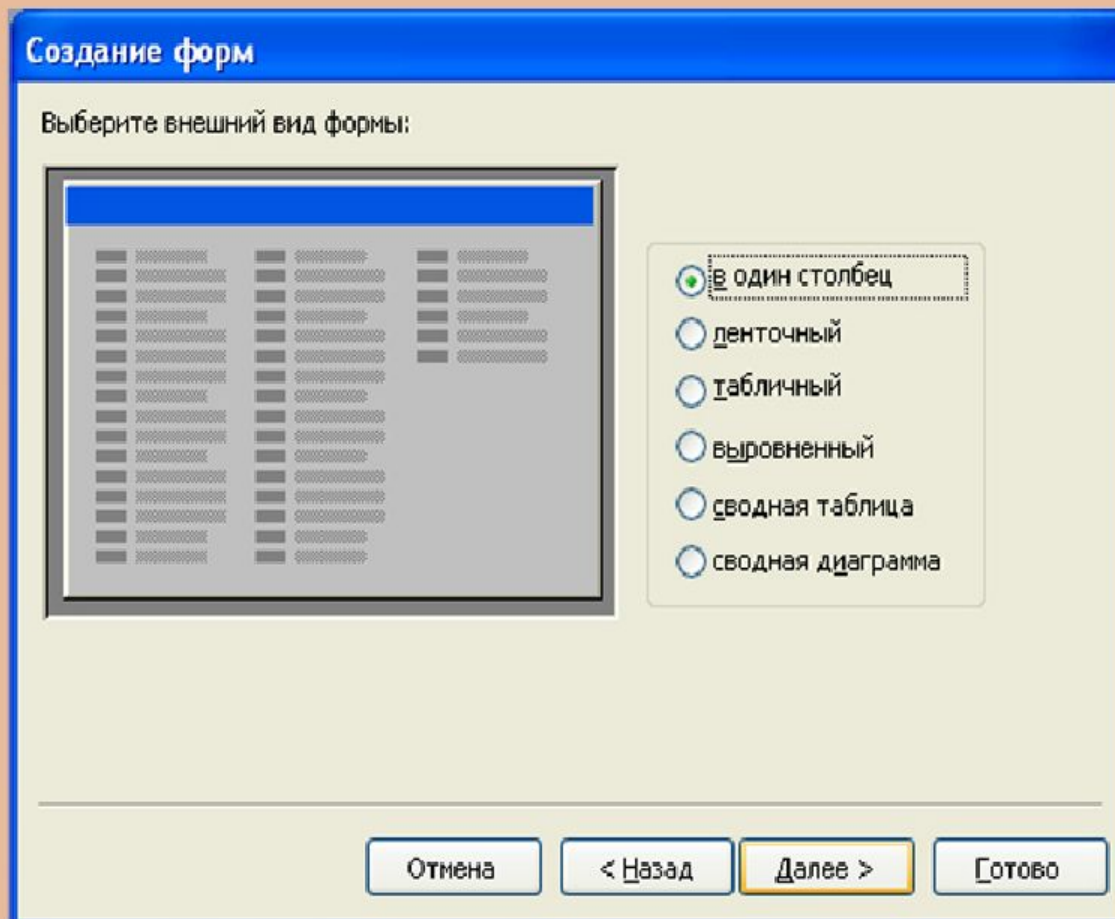 Создание форм
Выберите внешний вид формы:
в один столбец
ленточный
табличный
выровненный
сводная таблица
сводная диаграмма
Отмена
< Назад
Далее >
Готово